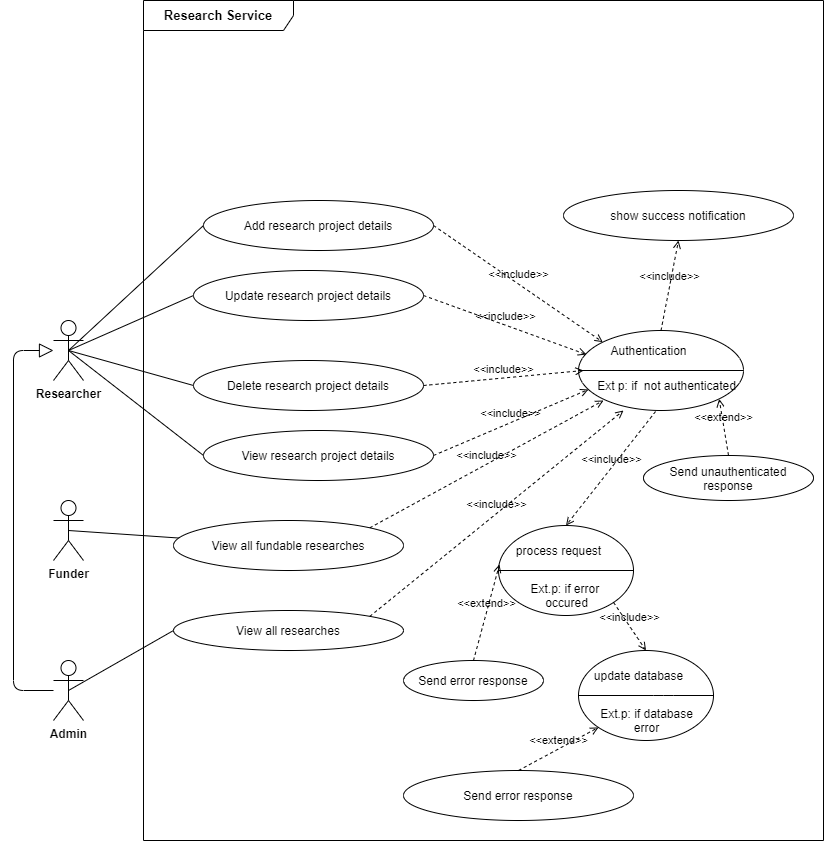 Research Service
Add research project details
show success notification
<<include>>
<<include>>
Update research project details
<<include>>
Authentication
Ext p: if  not authenticated
<<include>>
Delete research project details
Researcher
<<include>>
<<extend>>
View research project details
<<include>>
<<include>>
Send unauthenticated
response
<<include>>
View all fundable researches
Funder
process request
Ext.p: if error
occured
<<extend>>
<<include>>
View all researches
Send error response
update database
Ext.p: if database
error
Admin
<<extend>>
Send error response